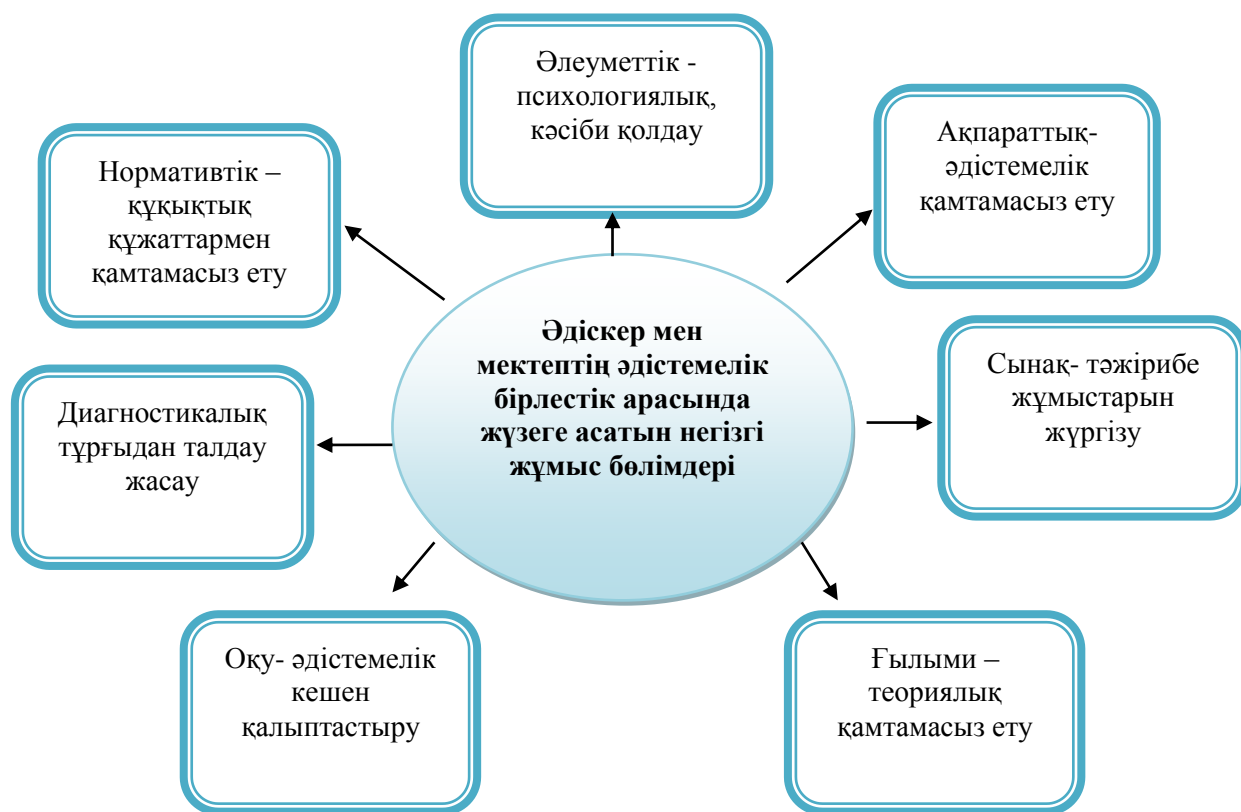 Әлеуметтік -
психологиялық,
кәсіби қолдау
Нормативтік –
құқықтық
құжаттармен
қамтамасыз ету
Ақпараттық-
әдістемелік
қамтамасыз ету
Әдіскер мен
мектептің әдістемелік
бірлестік арасында
жүзеге асатын негізгі
жұмыс бөлімдері
Диагностикалық
тұрғыдан талдау
жасау
Сынақ- тәжірибе
жұмыстарын
жүргізу
Оқу- әдістемелік
кешен
қалыптастыру
Ғылыми –
теориялық
қамтамасыз ету